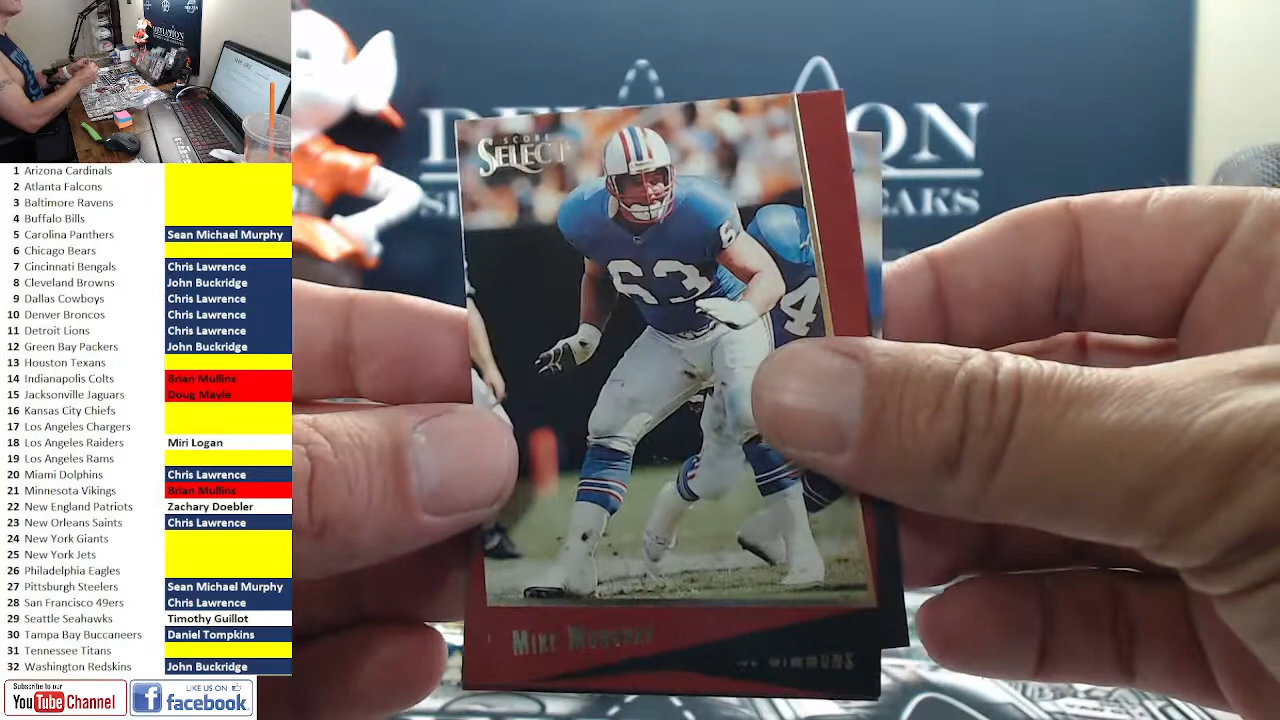 1 Arizona Cardinals
2 Atlanta Falcons
3 Baltimore Ravens
4 Buffalo Bills
5 Carolina Panthers Sean Michael Murphy
6 Chicago Bears
7 Cincinnati Bengals Chris Lawrence
8 Cleveland Browns John Buckridge
9 Dallas Cowboys Chris Lawrence
10 Denver Broncos Chris Lawrence
11 Detroit Lions Chris Lawrence
12 Green Bay Packers John Buckridge
13 Houston Texans
14 Indianapolis Colts Brian Mullins
15 Jacksonville Jaguars Doug Mayle
16 Kansas City Chiefs
17 Los Angeles Chargers
18 Los Angeles Raiders Miri Logan
19 Los Angeles Rams
20 Miami Dolphins Chris Lawrence
21 Minnesota Vikings Brian Mullins
22 New England Patriots Zachary Doebler
23 New Orleans Saints Chris Lawrence
24 New York Giants
25 New York Jets
26 Philadelphia Eagles
27 Pittsburgh Steelers Sean Michael Murphy
28 San Francisco 49ers Chris Lawrence
29 Seattle Seahawks Timothy Guillot
30 Tampa Bay Buccaneers Daniel Tompkins
31 Tennessee Titans
32 Washington Redskins John Buckridge
Subscribe to our
YouTube Channel
LIKE US ON
facebook.
SCORE
SELECT
63
4
MIKE